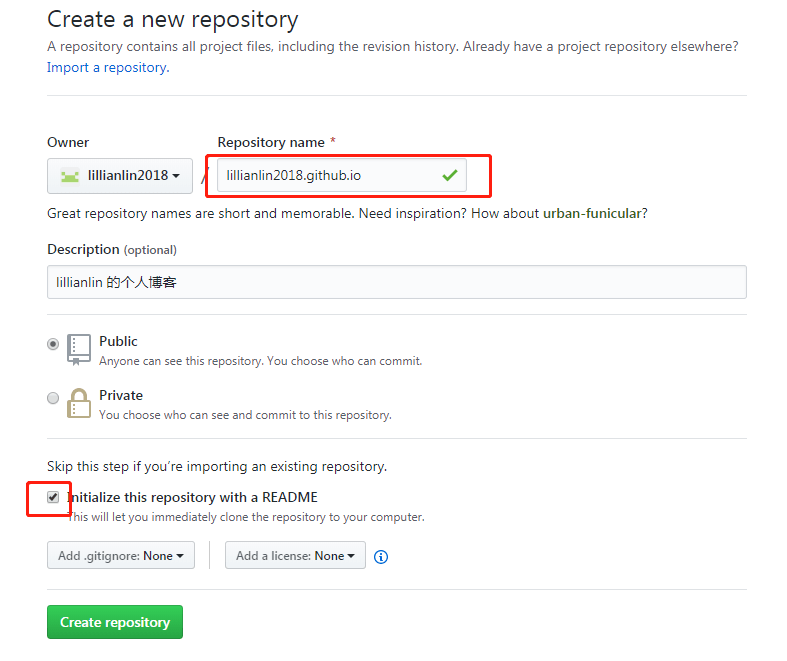 Create a new repository
A repository contains all project files, including the revision history. Already have a project repository elsewhere?
Import a repository.
Owner
Repository name *
lillianlin2018
/
lillianlin2018.github.io
Great repository names are short and memorable. Need inspiration? How about urban-funicular?
Description (optional)
lillianlin 的个人博客
Public
Anyone can see this repository. You choose who can commit.
Private
You choose who can see and commit to this repository.
Skip this step if you’re importing an existing repository.
Initialize this repository with a README
This will let you immediately clone the repository to your computer.
Add .gitignore: None
Add a license: None
Create repository